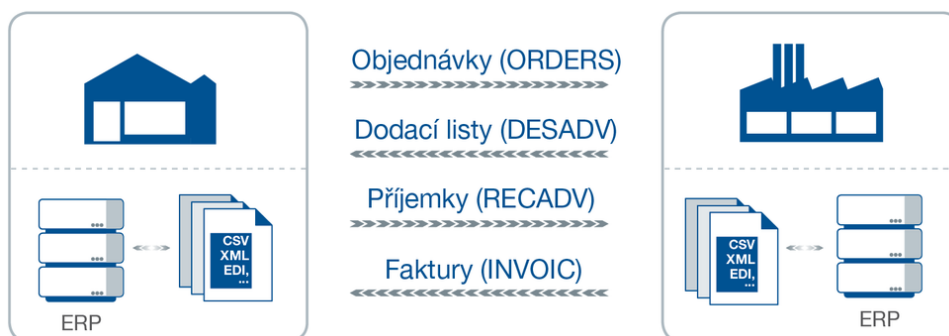 Objednávky (ORDERS)
Dodací listy (DESADV)
Příjemky (RECADV)
Faktury (INVOIC)
CSV
XML
EDI,
...
ERP
CSV
XML
EDI,
...
ERP